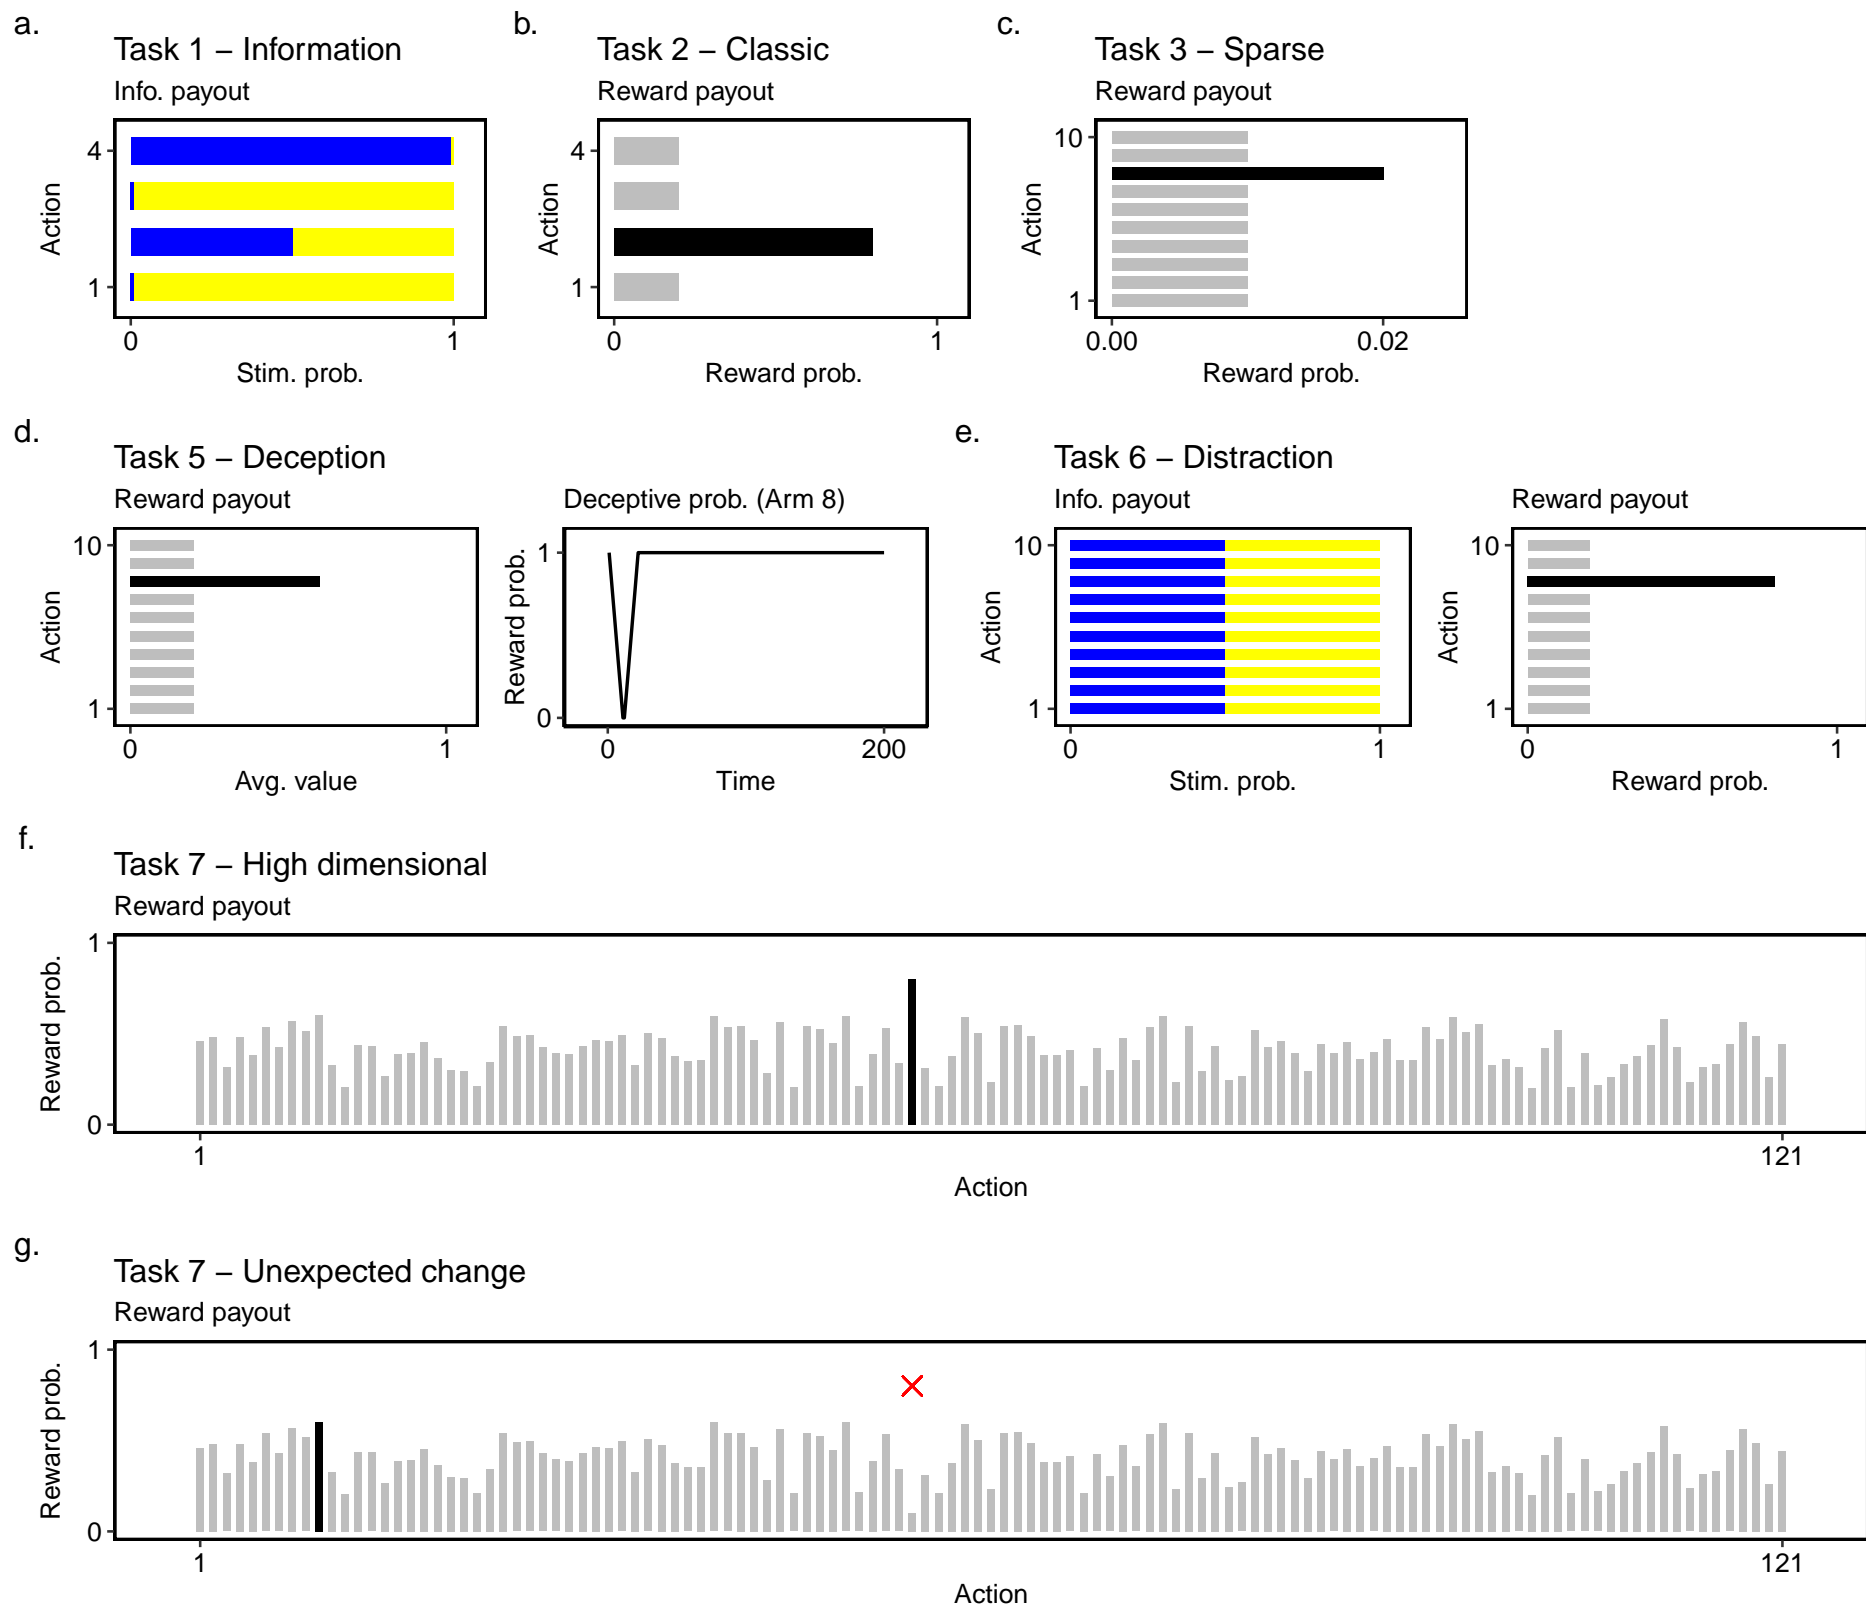 a.
Task 1 – Information
Info. payout
4
1
Action
0 1
Stim. prob.
b.
Task 2 – Classic
Reward payout
4
1
Action
0 1
Reward prob.
c.
Task 3 – Sparse
Reward payout
10
1
Action
0.00 0.02
Reward prob.
d.
Task 5 – Deception
Reward payout
10
1
Action
0 1
Avg. value
Deceptive prob. (Arm 8)
1
0
Reward prob.
0 200
Time
e.
Task 6 – Distraction
Info. payout
10
1
Action
0 1
Stim. prob.
Reward payout
10
1
Action
0 1
Reward prob.
f.
Task 7 – High dimensional
Reward payout
1
0
Reward prob.
1 121
Action
g.
Task 7 – Unexpected change
Reward payout
1
0
Reward prob.
1 121
Action